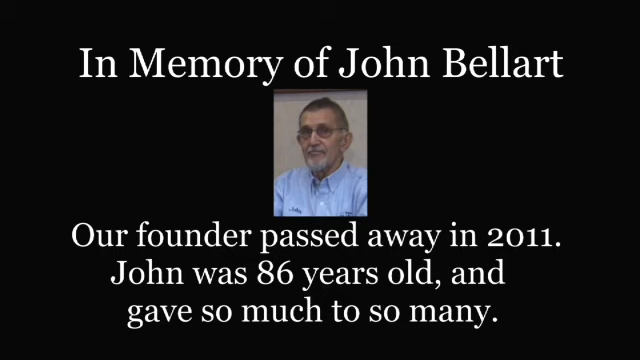 In Memory of John Bellart
Our founder passed away in 2011.
John was 86 years old, and
gave so much to so many.